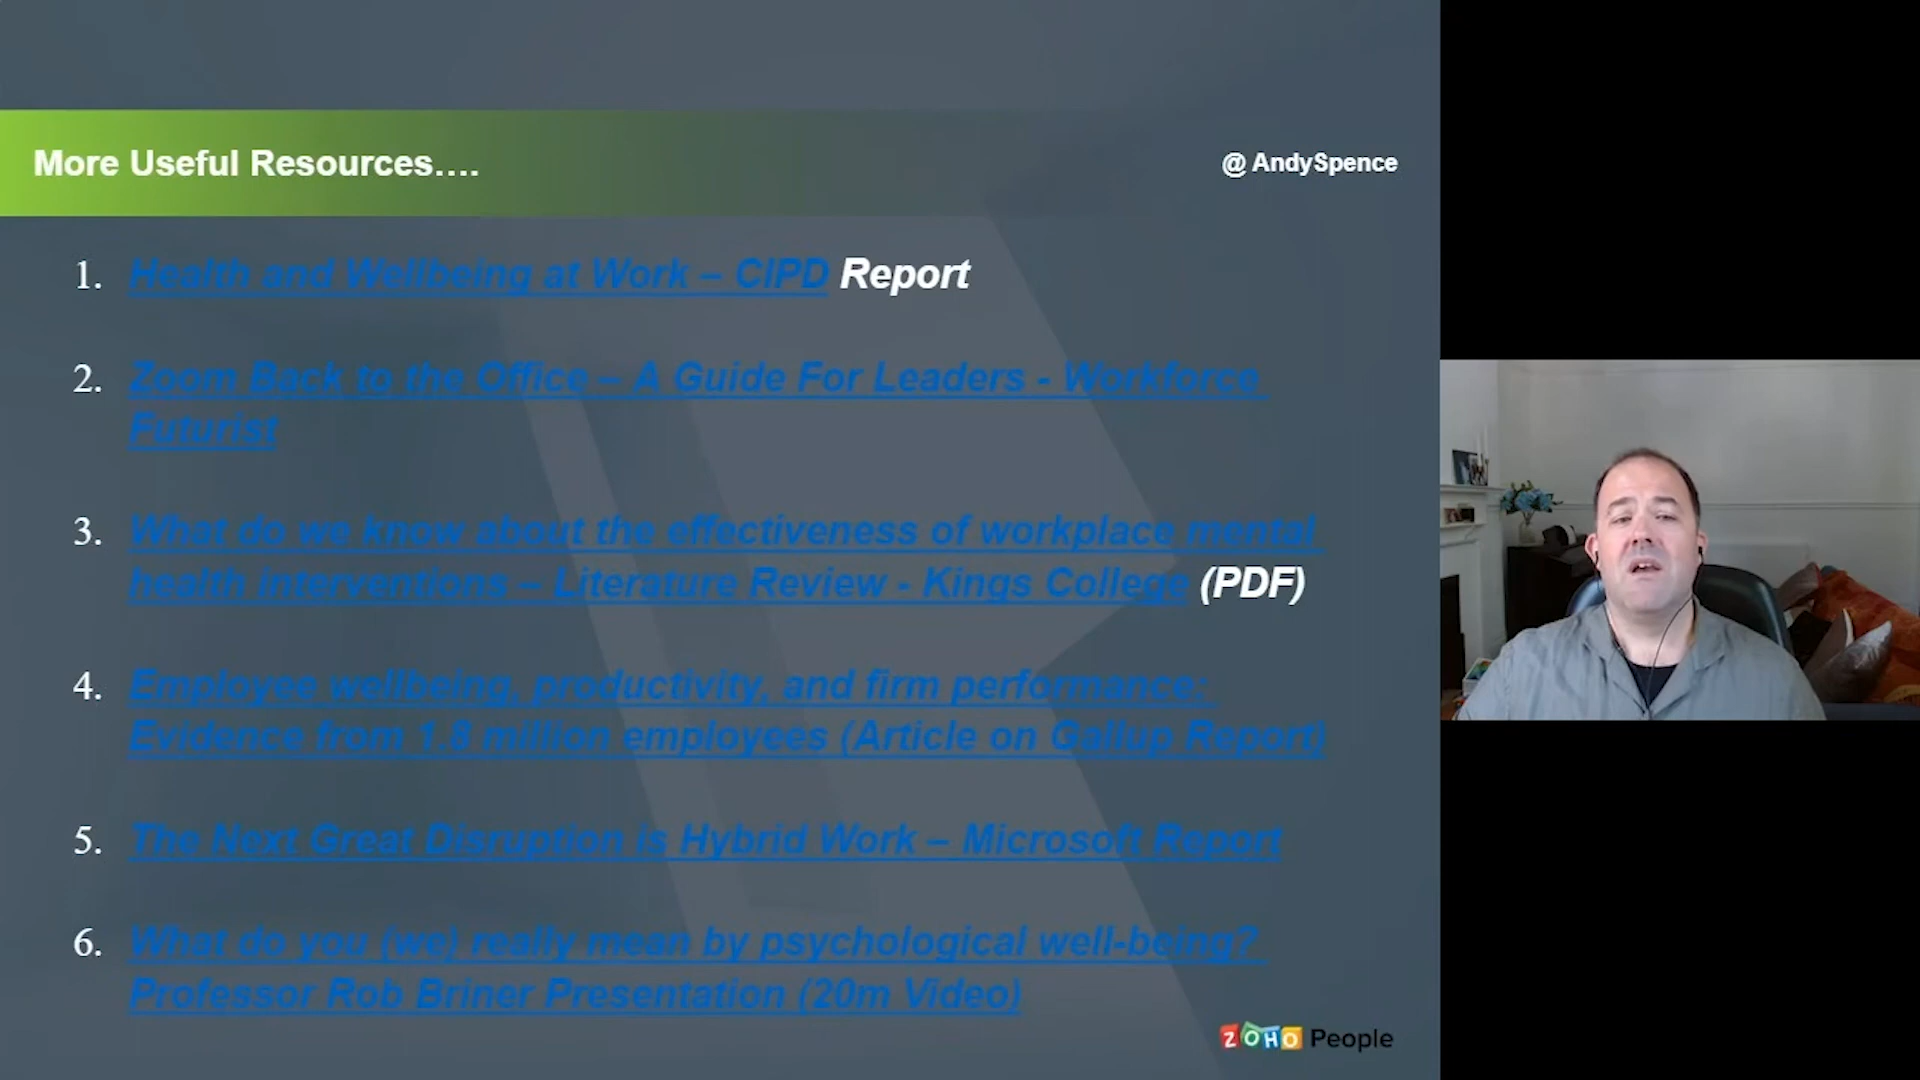 More Useful Resources....
@ AndySpence
1. Health and Wellbeing at Work – CIPD Report
2. Zoom Back to the Office – A Guide For Leaders - Workforce
Futurist
3. What do we know about the effectiveness of workplace mental
health interventions – Literature Review - Kings College (PDF)
4. Employee wellbeing, productivity, and firm performance:
Evidence from 1.8 million employees (Article on Gallup Report)
5. The Next Great Disruption is Hybrid Work – Microsoft Report
6. What do you (we) really mean by psychological well-being?
Professor Rob Briner Presentation (20m Video)
ZOHO People